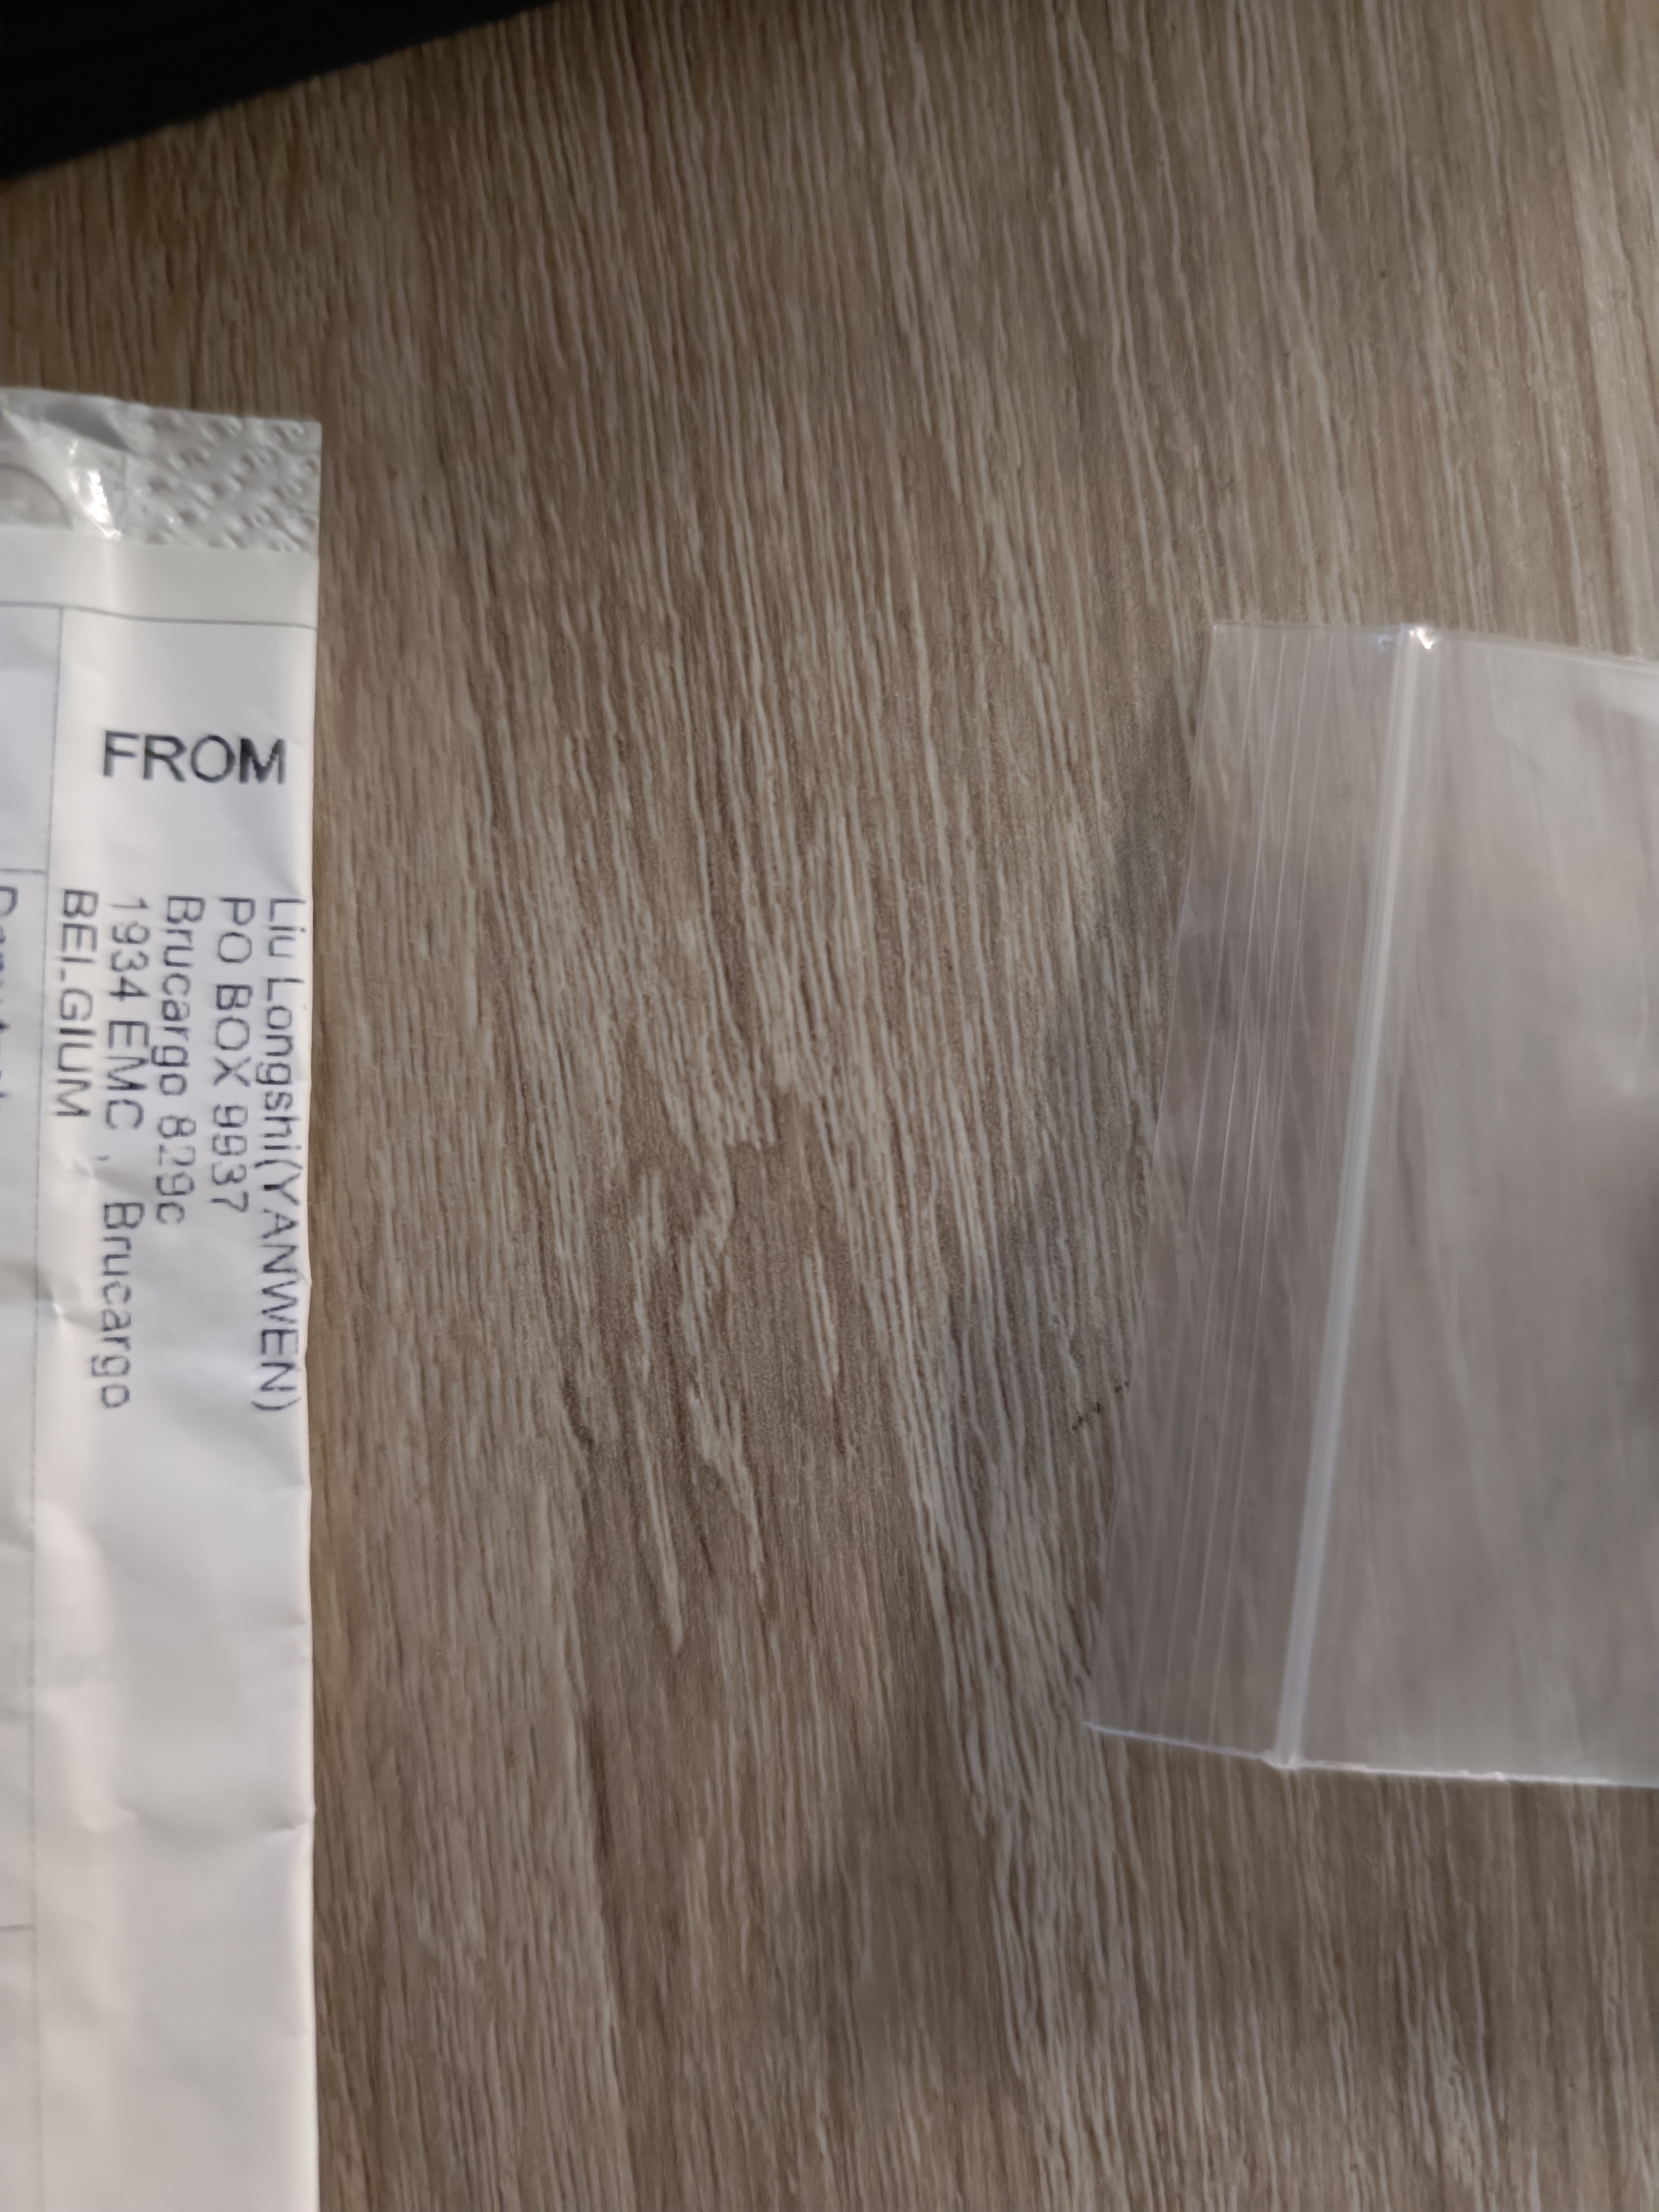 FROM
Liu Longshi(YANWEN)
PO BOX 9937
Brucargo 829c
1934 EMC , Brucargo
BELGIUM